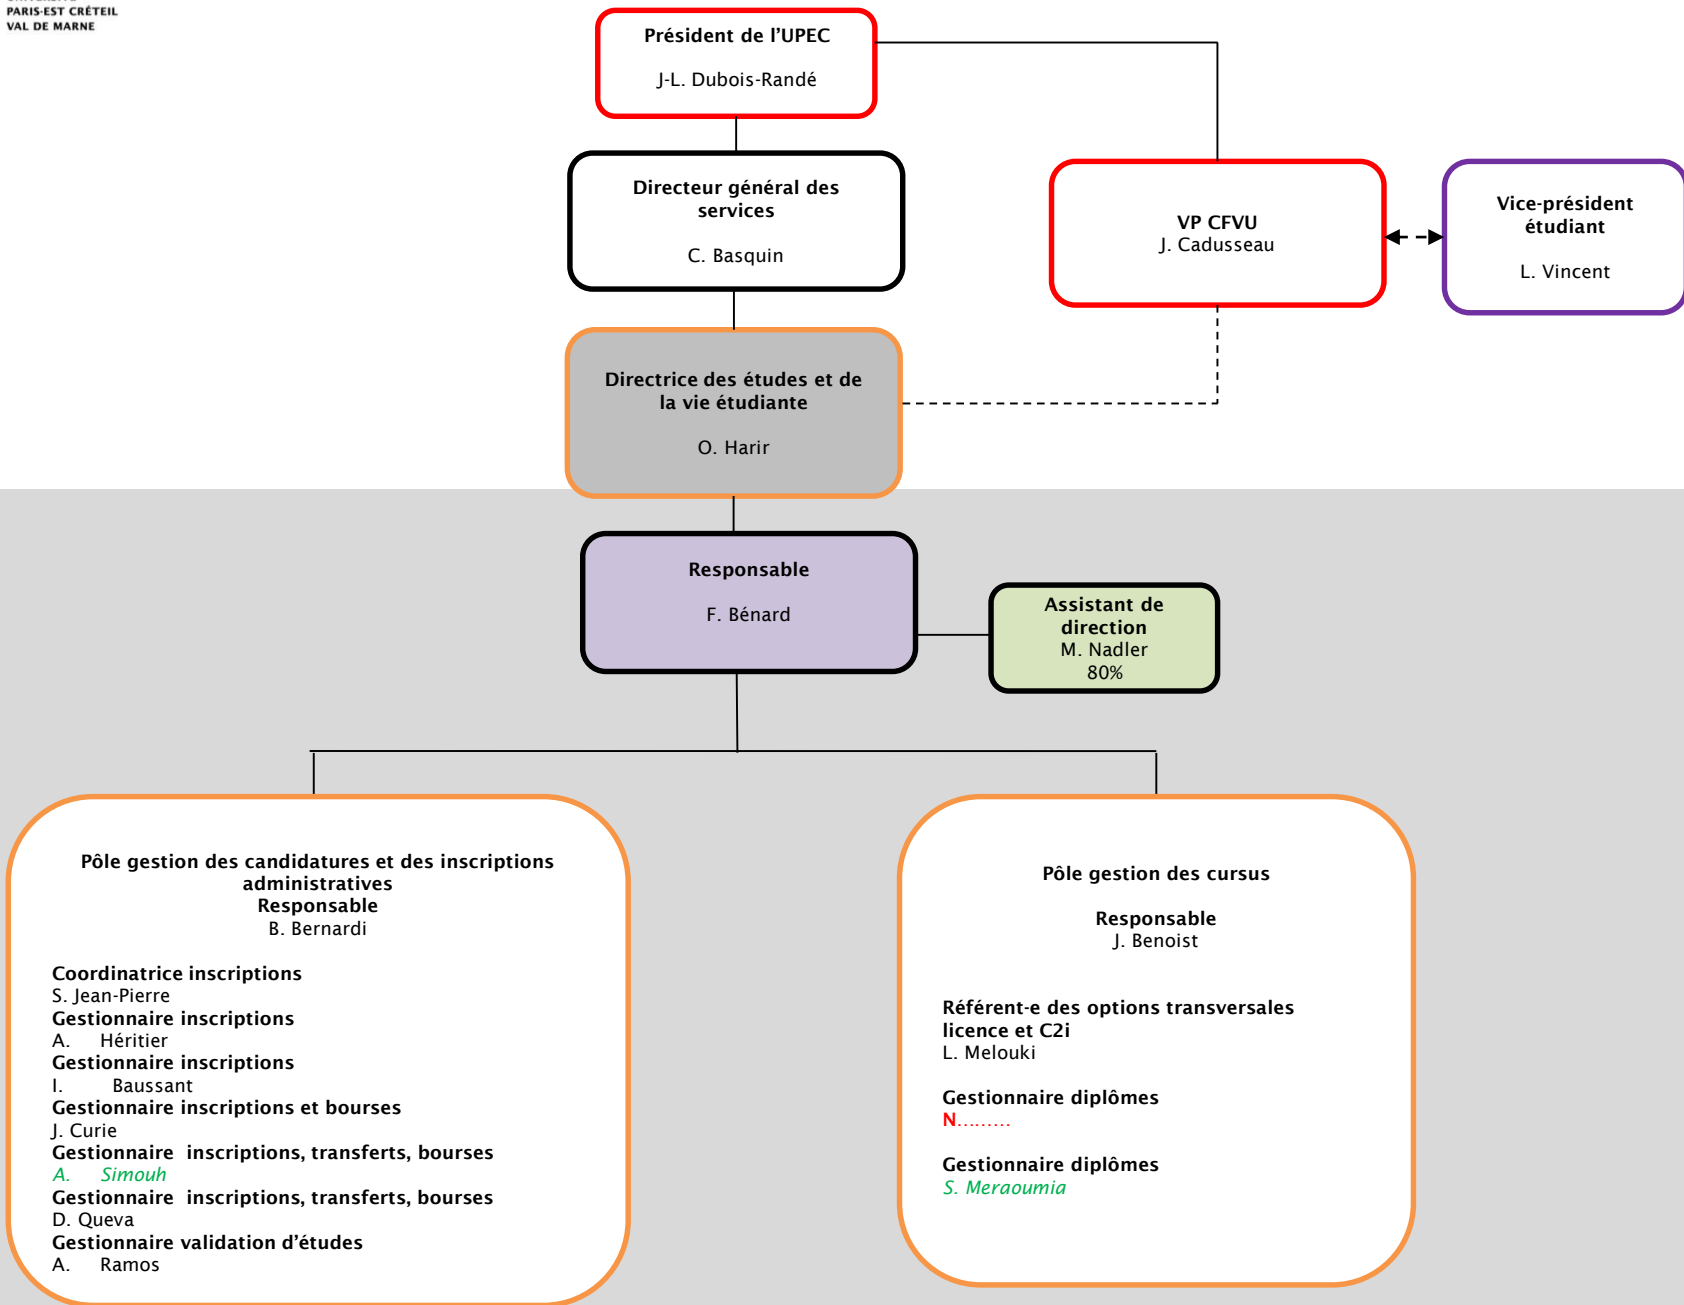 PARIS-EST CRÉTEIL
VAL DE MARNE
Président de l'UPEC
J-L. Dubois-Randé
Directeur général des
services
C. Basquin
VP CFVU
J. Cadusseau
Vice-président
étudiant
L. Vincent
Directrice des études et de
la vie étudiante
O. Harir
Responsable
F. Bénard
Assistant de
direction
M. Nadler
80%
Pôle gestion des candidatures et des inscriptions
administratives
Responsable
B. Bernardi
Coordinatrice inscriptions
S. Jean-Pierre
Gestionnaire inscriptions
A. Héritier
Gestionnaire inscriptions
I. Baussant
Gestionnaire inscriptions et bourses
J. Curie
Gestionnaire inscriptions, transferts, bourses
A. Simouh
Gestionnaire inscriptions, transferts, bourses
D. Queva
Gestionnaire validation d'études
A. Ramos
Pôle gestion des cursus
Responsable
J. Benoist
Référent-e des options transversales
licence et C2i
L. Melouki
Gestionnaire diplômes
N.........
Gestionnaire diplômes
S. Meraoumia